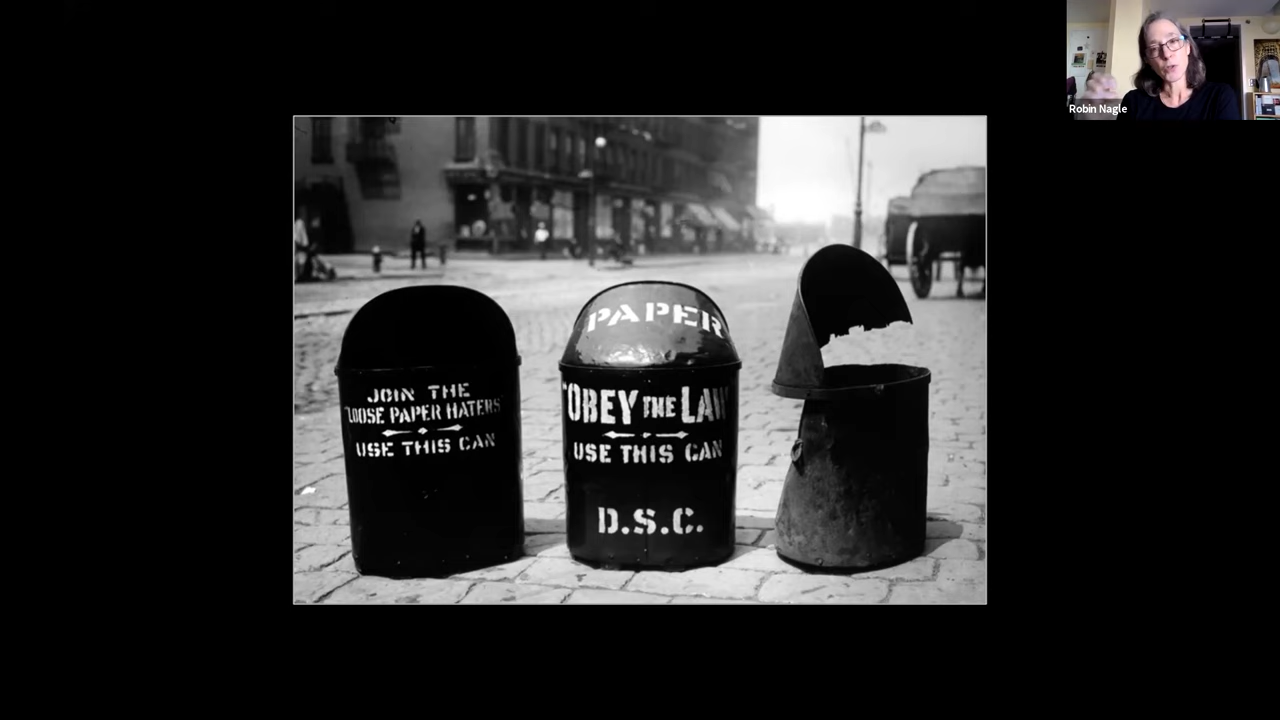 Robin Nagle
JOIN THE
"LOOSE PAPER HATERS"
USE THIS CAN
PAPER
"OBEY THE LAW
USE THIS CAN
D.S.C.